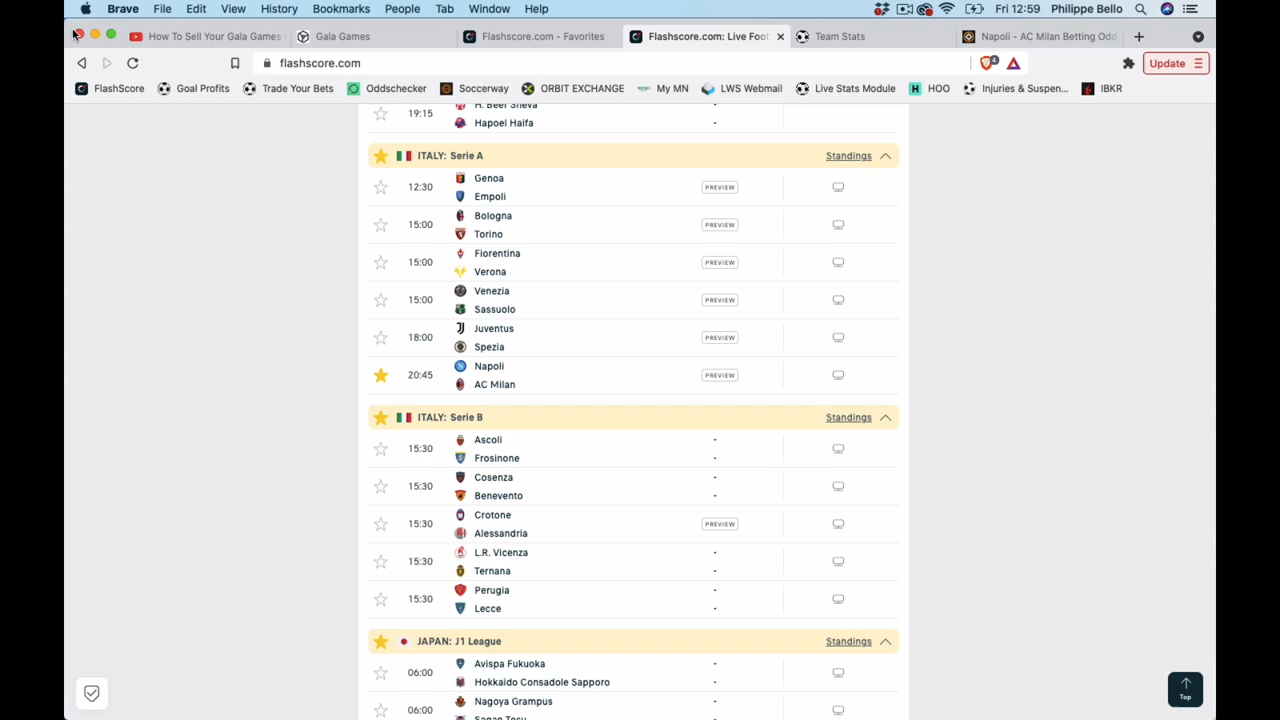 Brave File Edit View History Bookmarks People Tab Window Help Fri 12:59 Philippe Bello
How To Sell Your Gala Games Gala Games Flashscore.com - Favorites Flashscore.com: Live Foot Team Stats Napoli - AC Milan Betting Odd
flashscore.com 4 Update
FlashScore Goal Profits Trade Your Bets Oddschecker Soccerway ORBIT EXCHANGE My MN LWS Webmail Live Stats Module HOO Injuries & Suspen... IBKR
H. Beer Sheva -
19:15
Hapoel Haifa -
ITALY: Serie A Standings
Genoa
12:30 PREVIEW
Empoli
Bologna
15:00 PREVIEW
Torino
Fiorentina
15:00 PREVIEW
Verona
Venezia
15:00 PREVIEW
Sassuolo
Juventus
18:00 PREVIEW
Spezia
Napoli
20:45 PREVIEW
AC Milan
ITALY: Serie B Standings
Ascoli -
15:30
Frosinone -
Cosenza -
15:30
Benevento -
Crotone
15:30 PREVIEW
Alessandria
L.R. Vicenza -
15:30
Ternana -
Perugia -
15:30
Lecce -
JAPAN: J1 League Standings
Avispa Fukuoka -
06:00
Hokkaido Consadole Sapporo -
Nagoya Grampus -
06:00
Sagan Tosu -
Top